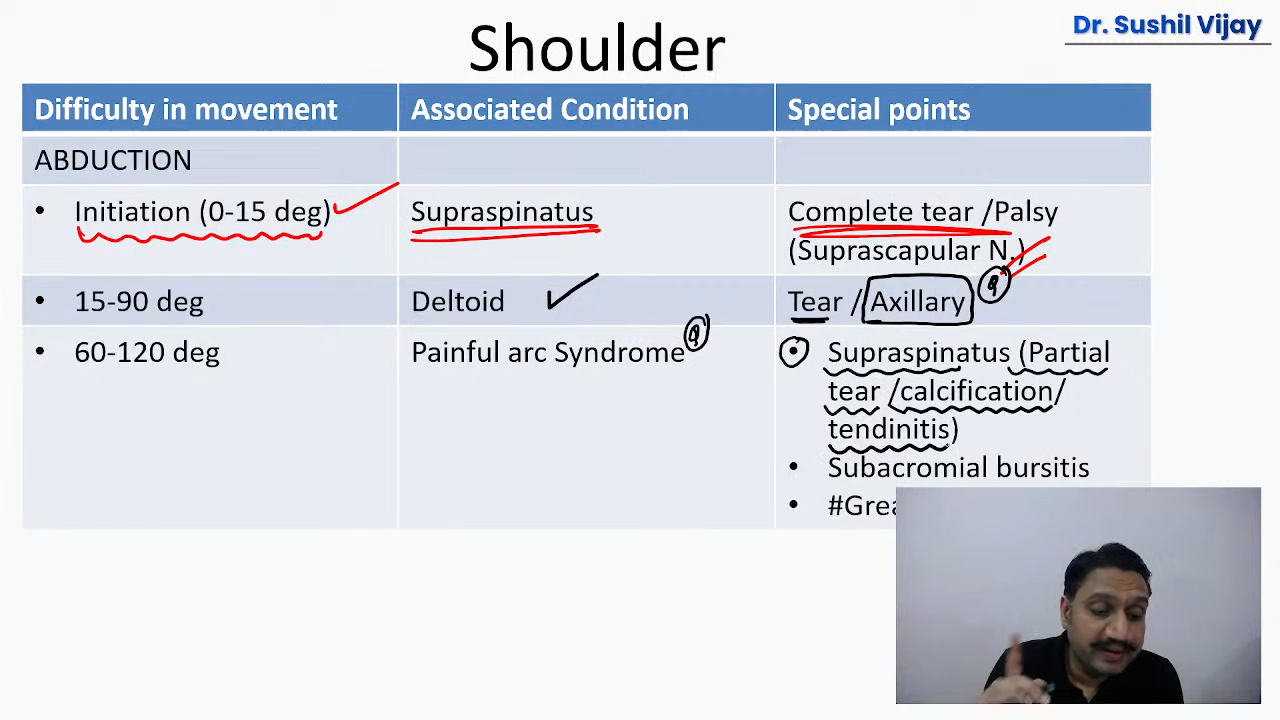 Dr. Sushil Vijay
Shoulder
Difficulty in movement Associated Condition Special points
ABDUCTION
• Initiation (0-15 deg) Supraspinatus Complete tear /Palsy
(Suprascapular N.)
• 15-90 deg Deltoid Tear / Axillary
• 60-120 deg Painful arc Syndrome • Supraspinatus (Partial
tear /calcification/
tendinitis)
• Subacromial bursitis